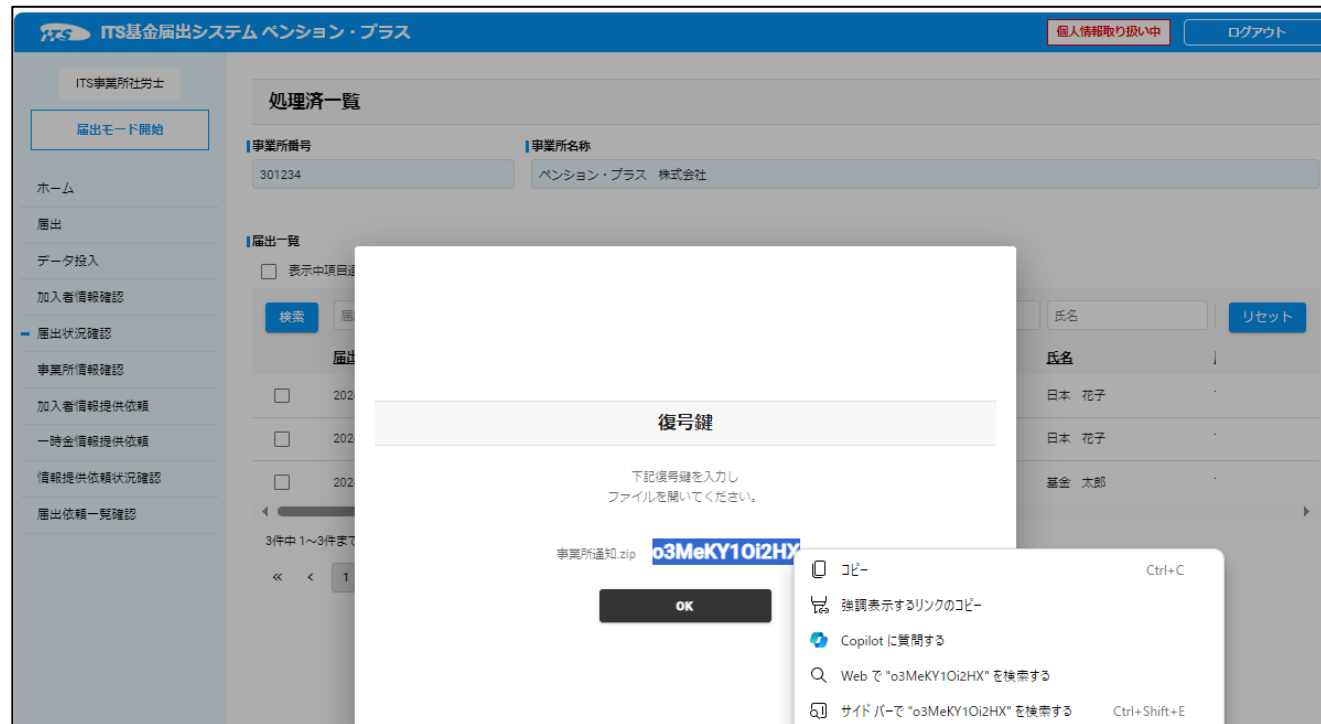 ITS ITS基金届出システム ペンション・プラス
個人情報取り扱い中
ログアウト
ITS事業所社労士
届出モード開始
ホーム
届出
データ投入
加入者情報確認
届出状況確認
事業所情報確認
加入者情報提供依頼
一時金情報提供依頼
情報提供依頼状況確認
届出依頼一覧確認
処理済一覧
事業所番号
事業所名称
301234
ペンション・プラス 株式会社
届出一覧
表示中項目
検索
届
氏名
リセット
届出
氏名
202
日本 花子
202
日本 花子
202
基金 太郎
3件中 1～3件まで
« ‹ 1
復号鍵
下記復号鍵を入力し
ファイルを開いてください。
事業所通知.zip o3MeKY1Oi2HX
OK
コピー Ctrl+C
強調表示するリンクのコピー
Copilot に質問する
Web で "o3MeKY1Oi2HX" を検索する
サイド バーで "o3MeKY1Oi2HX" を検索する Ctrl+Shift+E